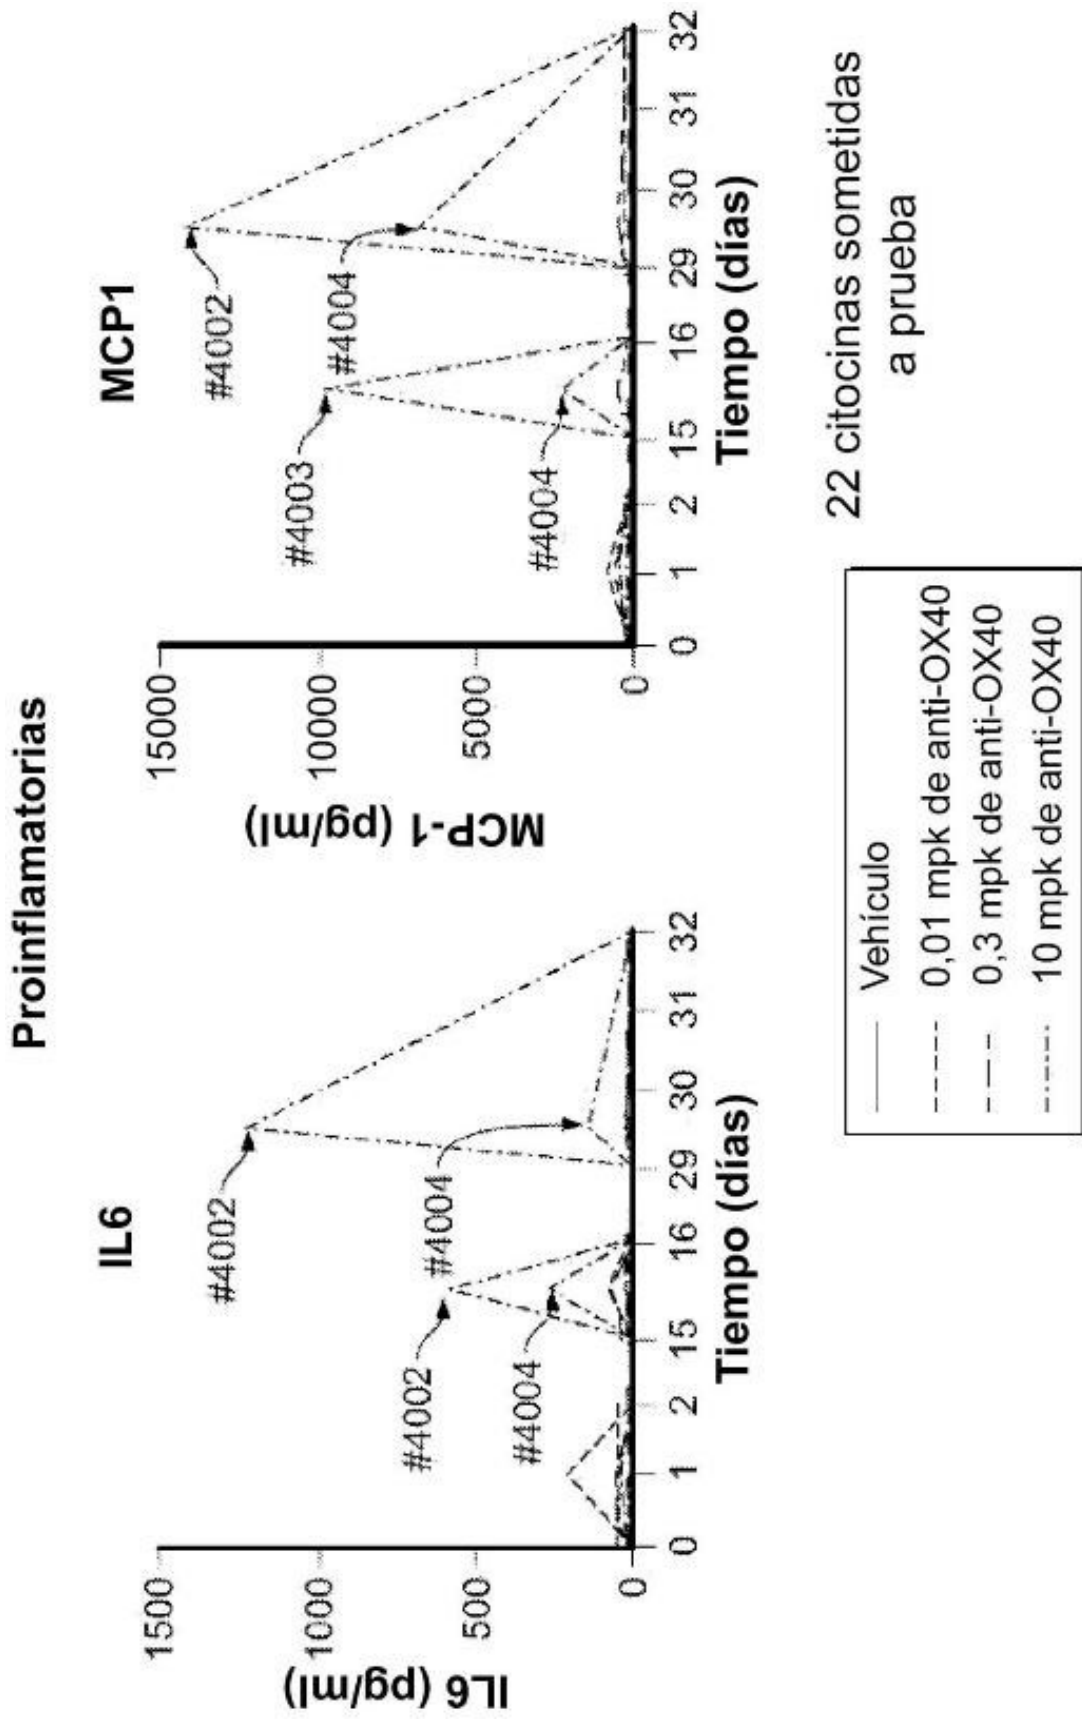 Proinflamatorias
IL6
IL6 (pg/ml)
1500
1000
500
0
#4002
#4004
#4002
#4004
0 1 2 15 16 29 30 31 32
Tiempo (días)
MCP1
MCP-1 (pg/ml)
15000
10000
5000
0
#4003
#4004
#4002
#4004
0 1 2 15 16 29 30 31 32
Tiempo (días)
Vehículo
0,01 mpk de anti-OX40
0,3 mpk de anti-OX40
10 mpk de anti-OX40
22 citocinas sometidas
a prueba